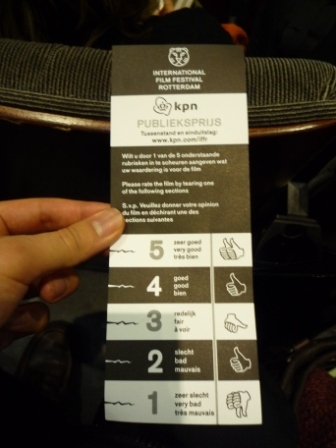 INTERNATIONAL
FILM FESTIVAL
ROTTERDAM
kpn
PUBLIEKSPRIJS
Tussenstand en einduitslag:
www.kpn.com/iffr
Wilt u door 1 van de 5 onderstaande
rubrieken in te scheuren aangeven wat
uw waardering is voor de film
Please rate the film by tearing one
of the following sections
S.v.p. Veuillez donner votre opinion
du film en déchirant une des
sections suivantes
5 zeer goed
very good
très bien
4 goed
good
bien
3 redelijk
fair
à voir
2 slecht
bad
mauvais
1 zeer slecht
very bad
très mauvais